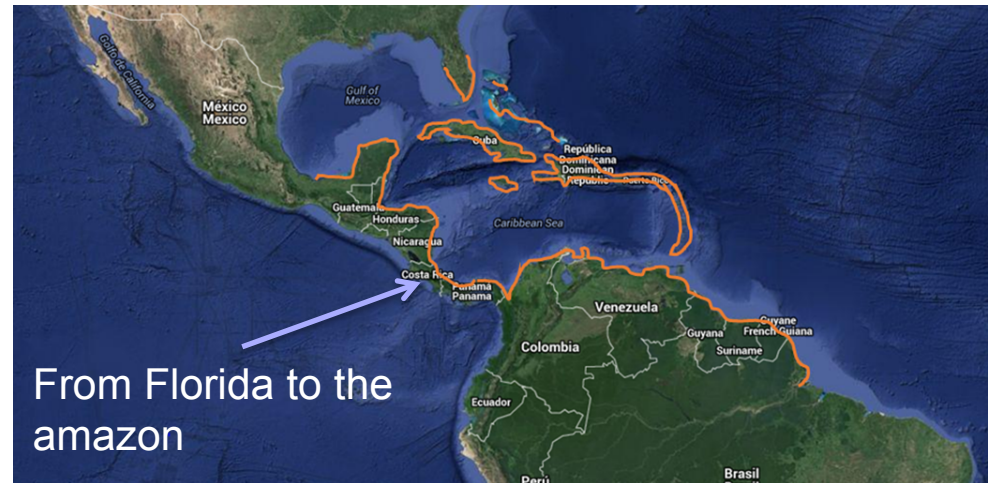 Golfo de California
México
Mexico
Gulf of
Mexico
Cuba
República
Dominicana
Dominican
Republic
Puerto Rico
Guatemala
Honduras
Caribbean Sea
Nicaragua
Costa Rica
Panamá
Panama
Venezuela
Guyane
French Guiana
Guyana
Suriname
Colombia
From Florida to the
amazon
Ecuador
Perú
Brasil